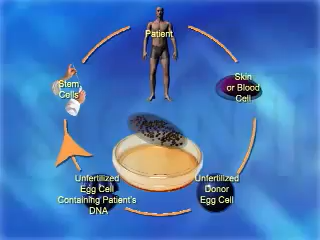 Patient
Skin
or Blood
Cell
Stem
Cells
Unfertilized
Donor
Egg Cell
Unfertilized
Egg Cell
Containing Patient's
DNA